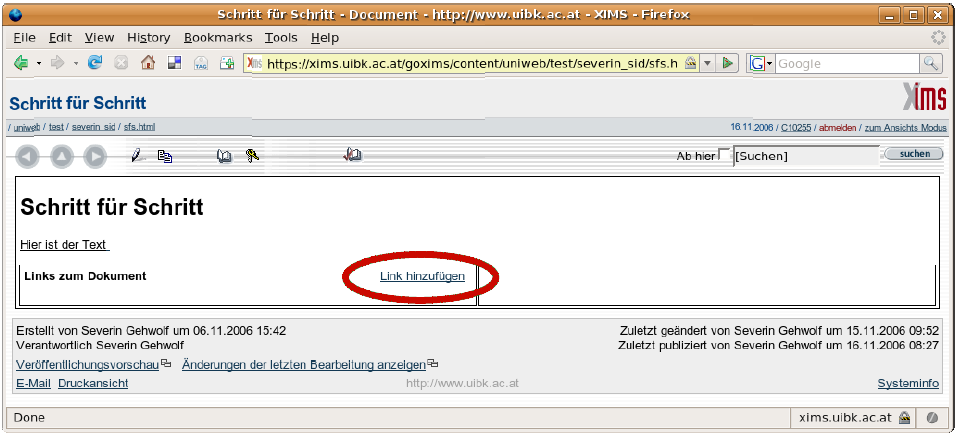 Schritt für Schritt - Document - http://www.uibk.ac.at - XIMS - Firefox
File Edit View History Bookmarks Tools Help
https://xims.uibk.ac.at/goxims/content/uniweb/test/severin_sid/sfs.h
Google
Schritt für Schritt
Xims
/ uniweb / test / severin_sid / sfs.html
16.11.2006 / C10255 / abmelden / zum Ansichts Modus
Ab hier [Suchen] suchen
Schritt für Schritt
Hier ist der Text
Links zum Dokument Link hinzufügen
Erstellt von Severin Gehwolf um 06.11.2006 15:42 Zuletzt geändert von Severin Gehwolf um 15.11.2006 09:52
Verantwortlich Severin Gehwolf Zuletzt publiziert von Severin Gehwolf um 16.11.2006 08:27
Veröffentlichungsvorschau Änderungen der letzten Bearbeitung anzeigen
E-Mail Druckansicht http://www.uibk.ac.at Systeminfo
Done xims.uibk.ac.at